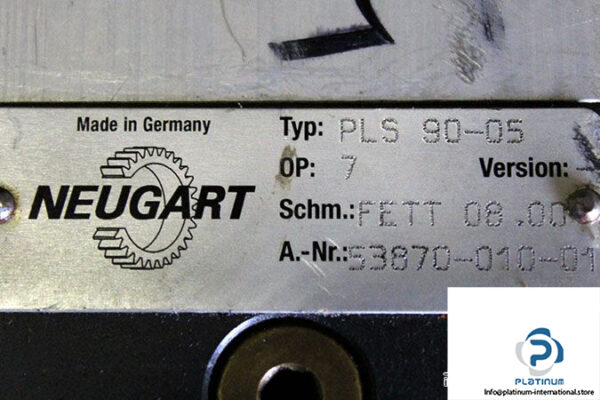 Made in Germany
NEUGART
Typ: PLS 90-05
OP: 7 Version: -
Schm.: FETT 08.00
A.-Nr.: 53870-010-01
PLATINUM
Info@platinum-international.store